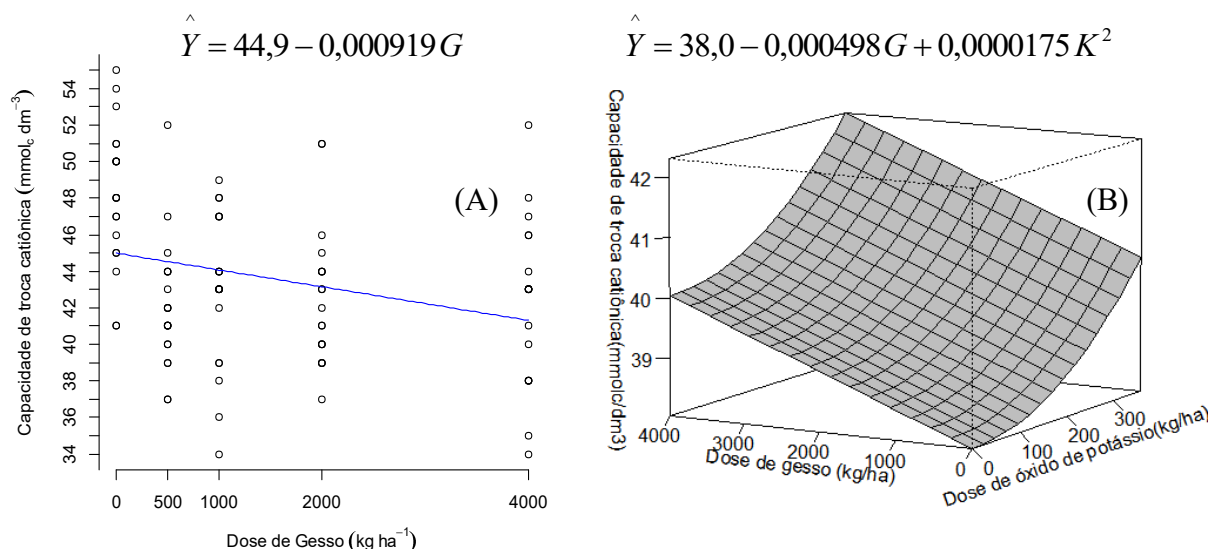 Ŷ = 44,9 − 0,000919 G
Capacidade de troca catiônica (mmol_c dm⁻³)
54
52
50
48
46
45
44
42
40
38
36
34
(A)
0 500 1000 2000 4000
Dose de Gesso (kg ha⁻¹)
Ŷ = 38,0 − 0,000498 G + 0,0000175 K²
Capacidade de troca catiônica(mmolc/dm3)
42
41
40
39
(B)
4000 3000 2000 1000 0
Dose de gesso (kg/ha)
0 100 200 300
Dose de óxido de potássio(kg/ha)